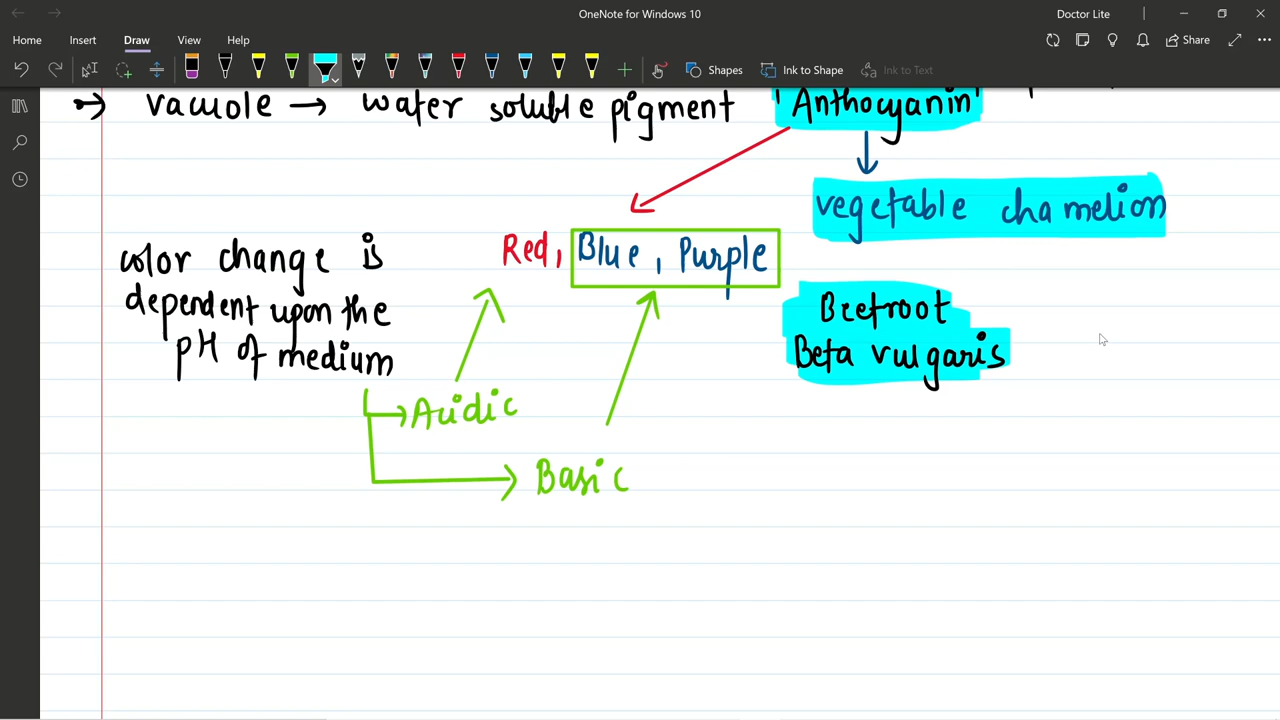 OneNote for Windows 10
Doctor Lite
Home Insert Draw View Help
Share
Shapes
Ink to Shape
Ink to Text
vacuole → water soluble pigment 'Anthocyanin'
vegetable chamelion
Red, Blue, Purple
color change is
dependent upon the
pH of medium
Beetroot
Beta vulgaris
Acidic
Basic